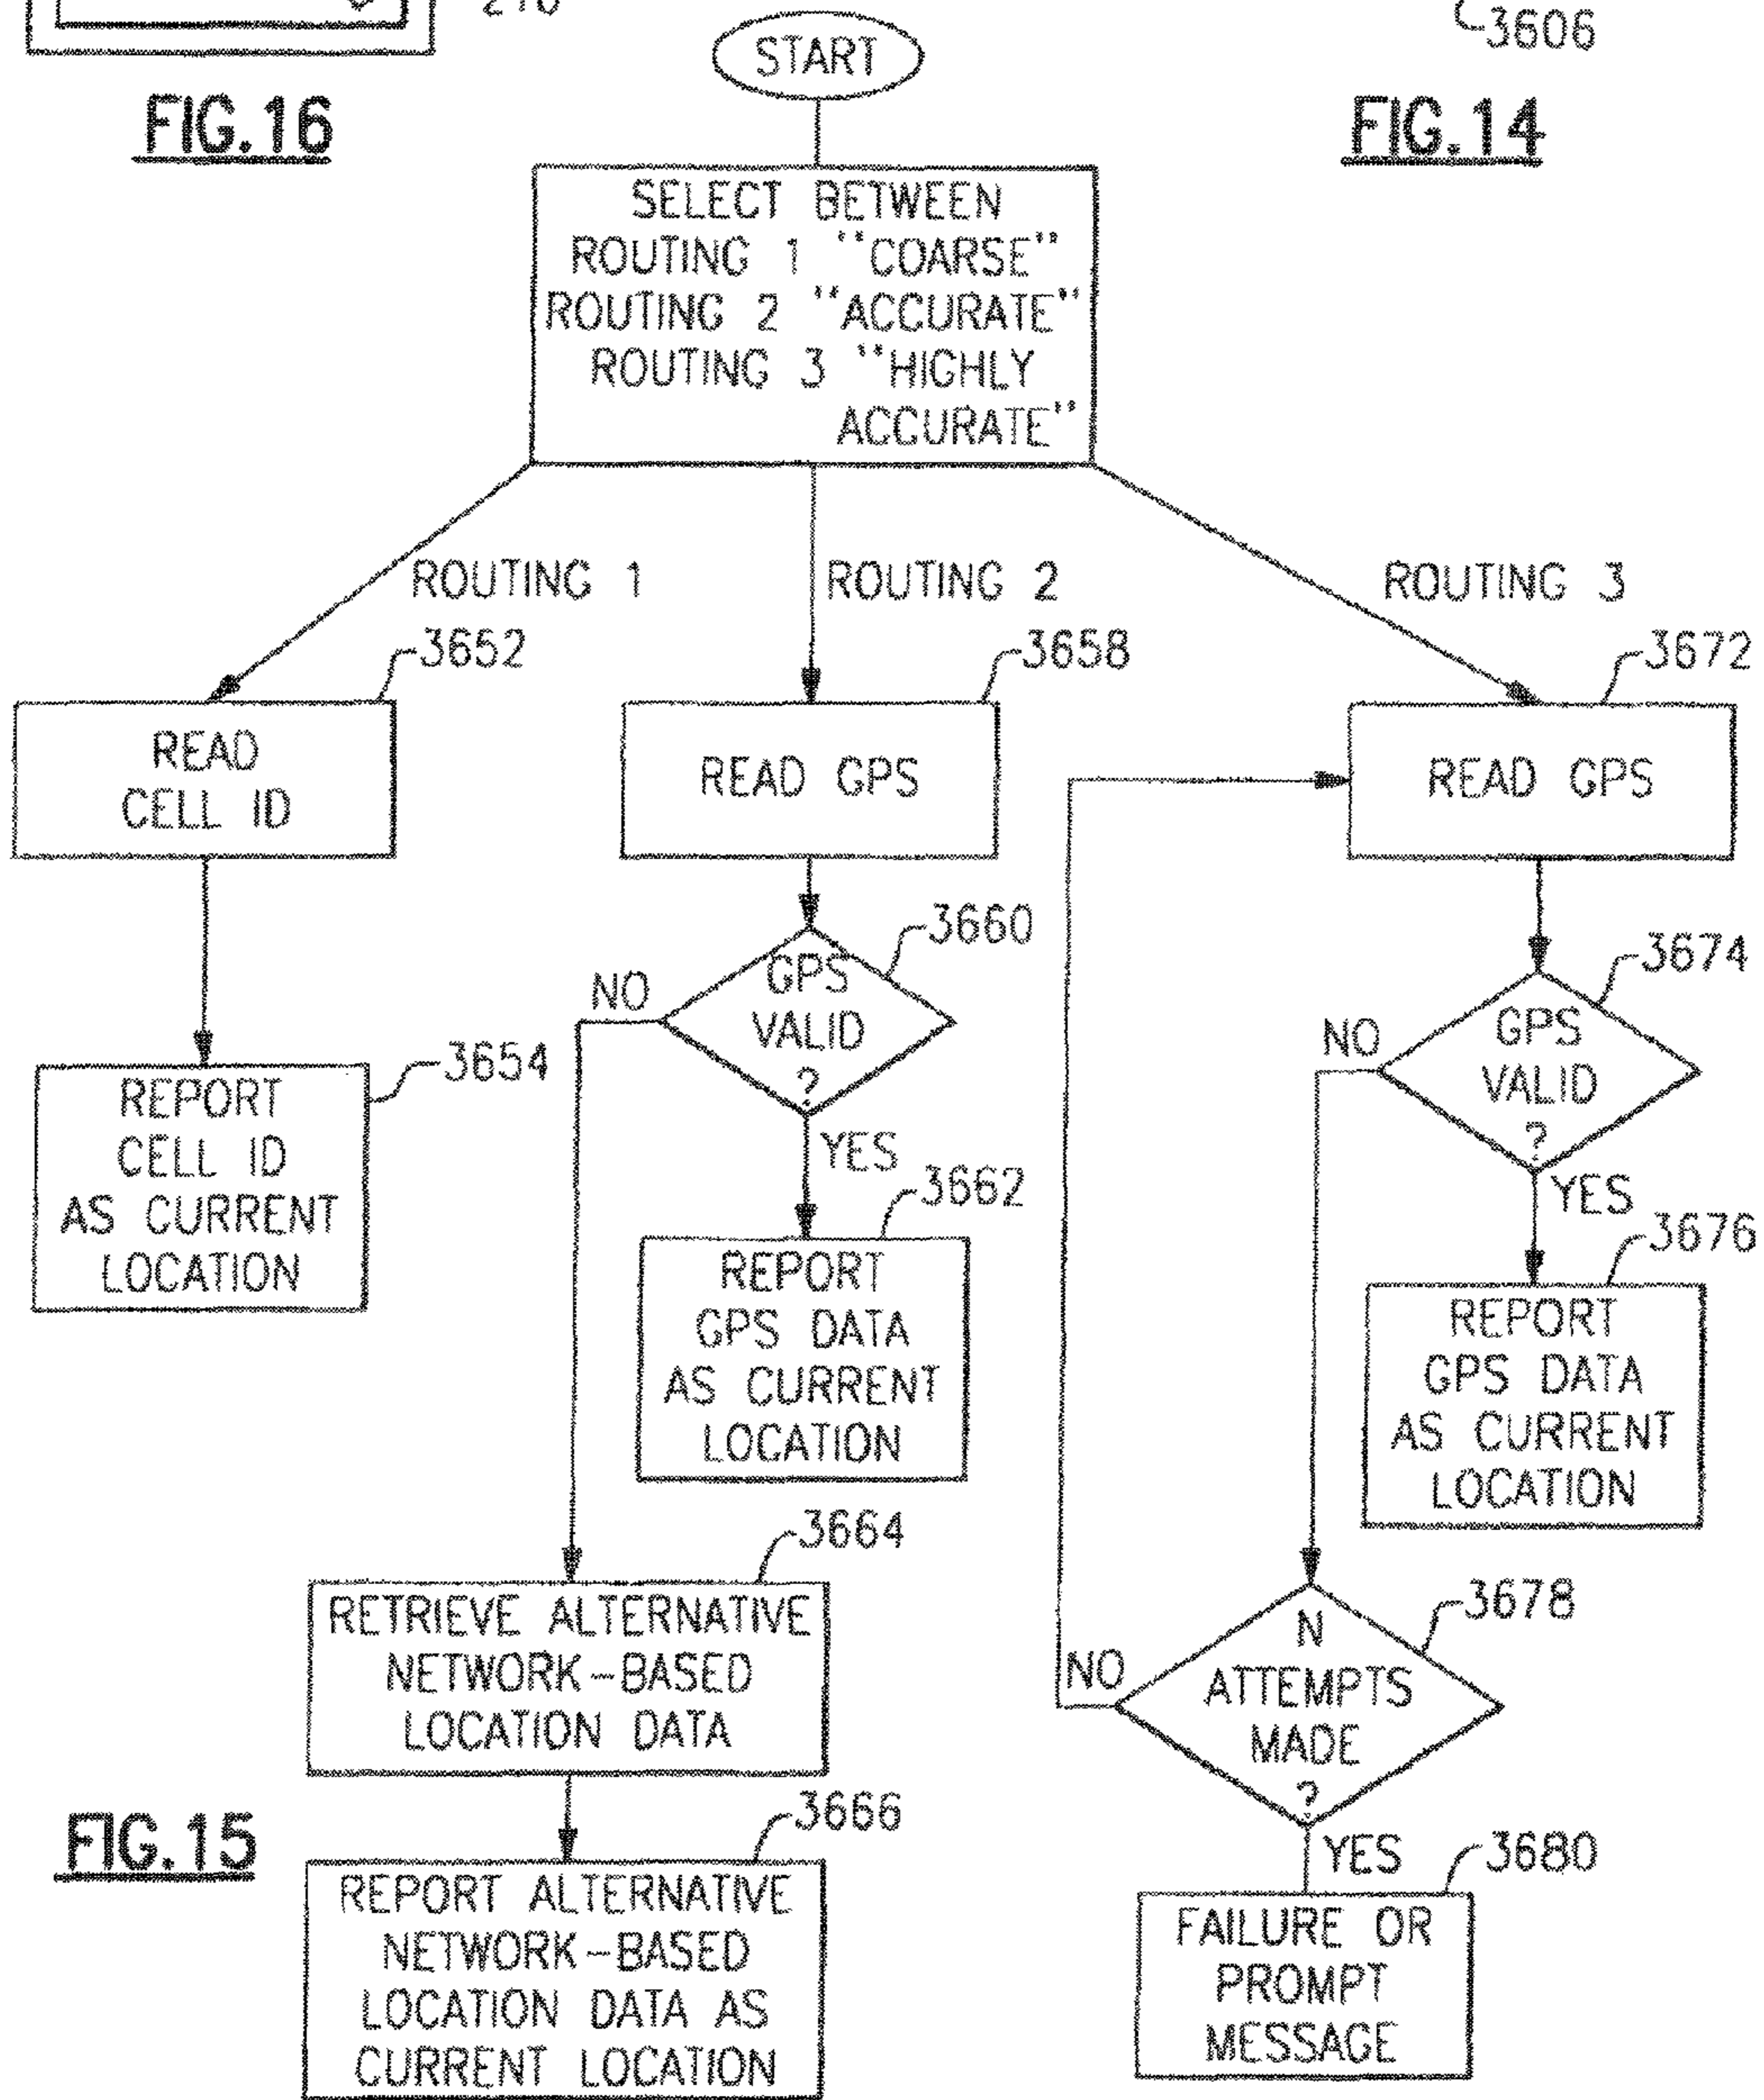 3606
FIG.16
START
FIG.14
SELECT BETWEEN
ROUTING 1 "COARSE"
ROUTING 2 "ACCURATE"
ROUTING 3 "HIGHLY
ACCURATE"
ROUTING 1
ROUTING 2
ROUTING 3
3652
READ
CELL ID
3654
REPORT
CELL ID
AS CURRENT
LOCATION
3658
READ GPS
3660
GPS
VALID
?
NO
YES
3662
REPORT
GPS DATA
AS CURRENT
LOCATION
3664
RETRIEVE ALTERNATIVE
NETWORK-BASED
LOCATION DATA
3666
REPORT ALTERNATIVE
NETWORK-BASED
LOCATION DATA AS
CURRENT LOCATION
3672
READ GPS
3674
GPS
VALID
?
NO
YES
3676
REPORT
GPS DATA
AS CURRENT
LOCATION
3678
N
ATTEMPTS
MADE
?
NO
YES
3680
FAILURE OR
PROMPT
MESSAGE
FIG.15